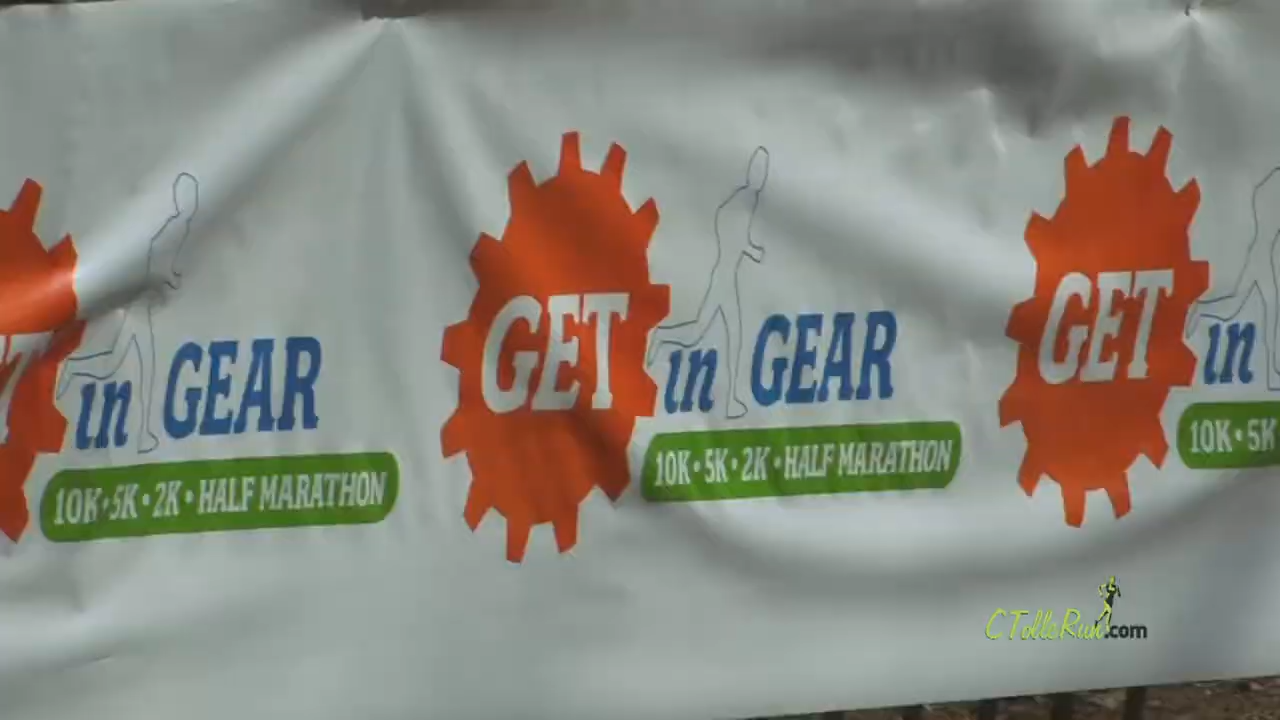 GET in GEAR
10K • 5K • 2K • HALF MARATHON
in GEAR
10K • 5K • 2K • HALF MARATHON
GET in
10K • 5K
CTollsRun.com